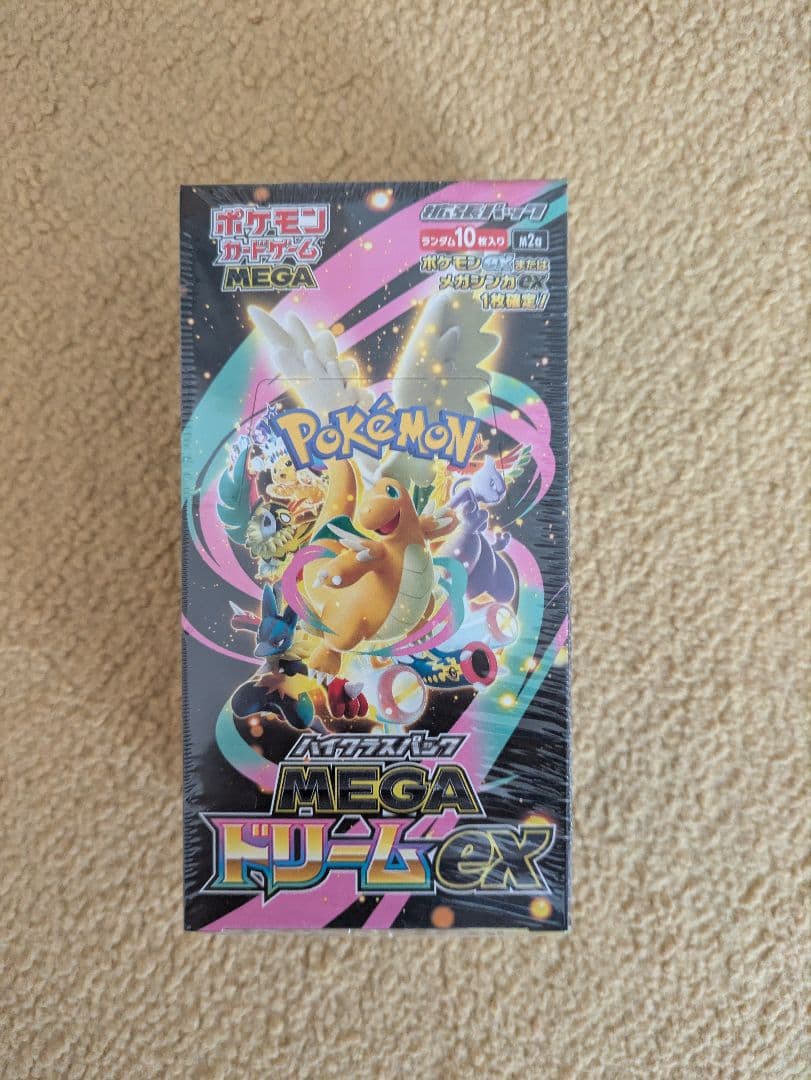 ポケモン
カードゲーム
MEGA
拡張パック
ランダム10枚入り m2a
ポケモンexまたは
メガシンカex
1枚確定!
POKéMON
ハイクラスパック
MEGA
ドリームex